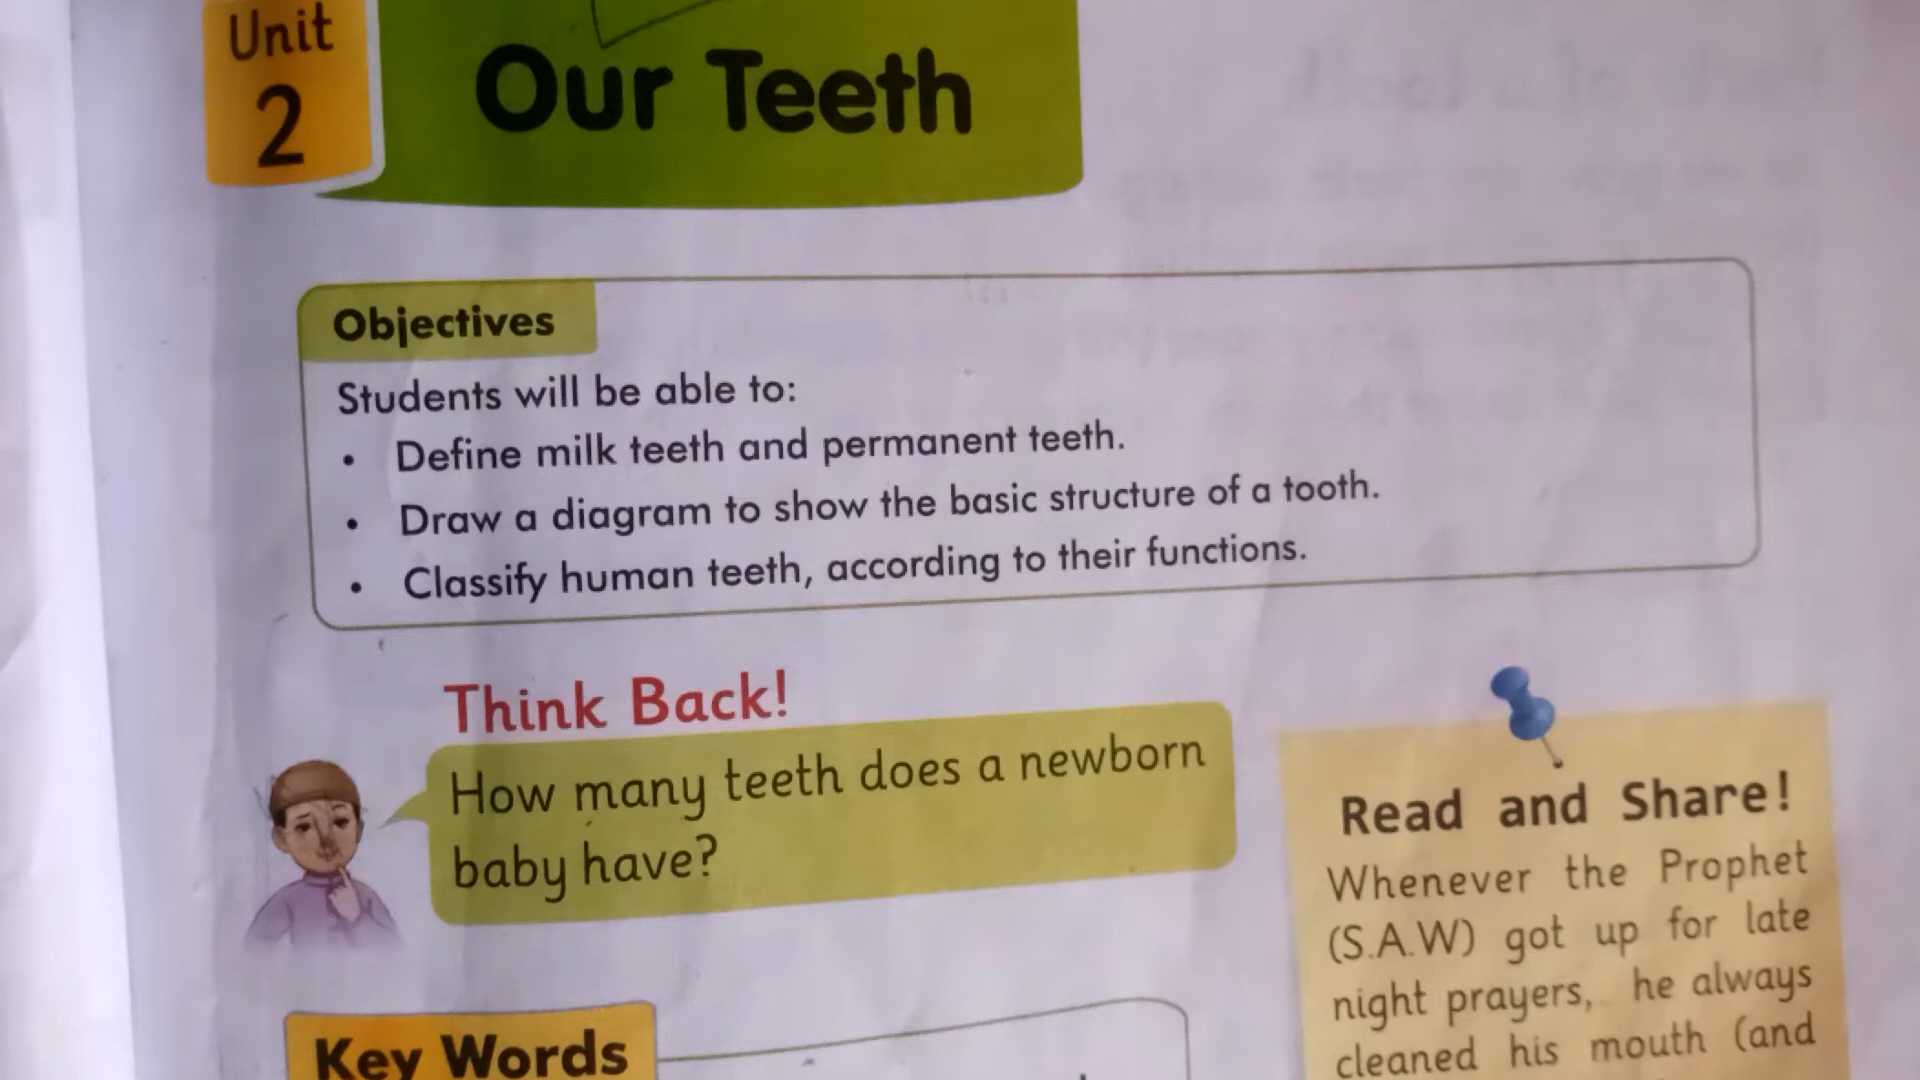 Unit
2
Our Teeth
Objectives
Students will be able to:
• Define milk teeth and permanent teeth.
• Draw a diagram to show the basic structure of a tooth.
• Classify human teeth, according to their functions.
Think Back!
How many teeth does a newborn
baby have?
Key Words
Read and Share!
Whenever the Prophet
(S.A.W) got up for late
night prayers, he always
cleaned his mouth (and